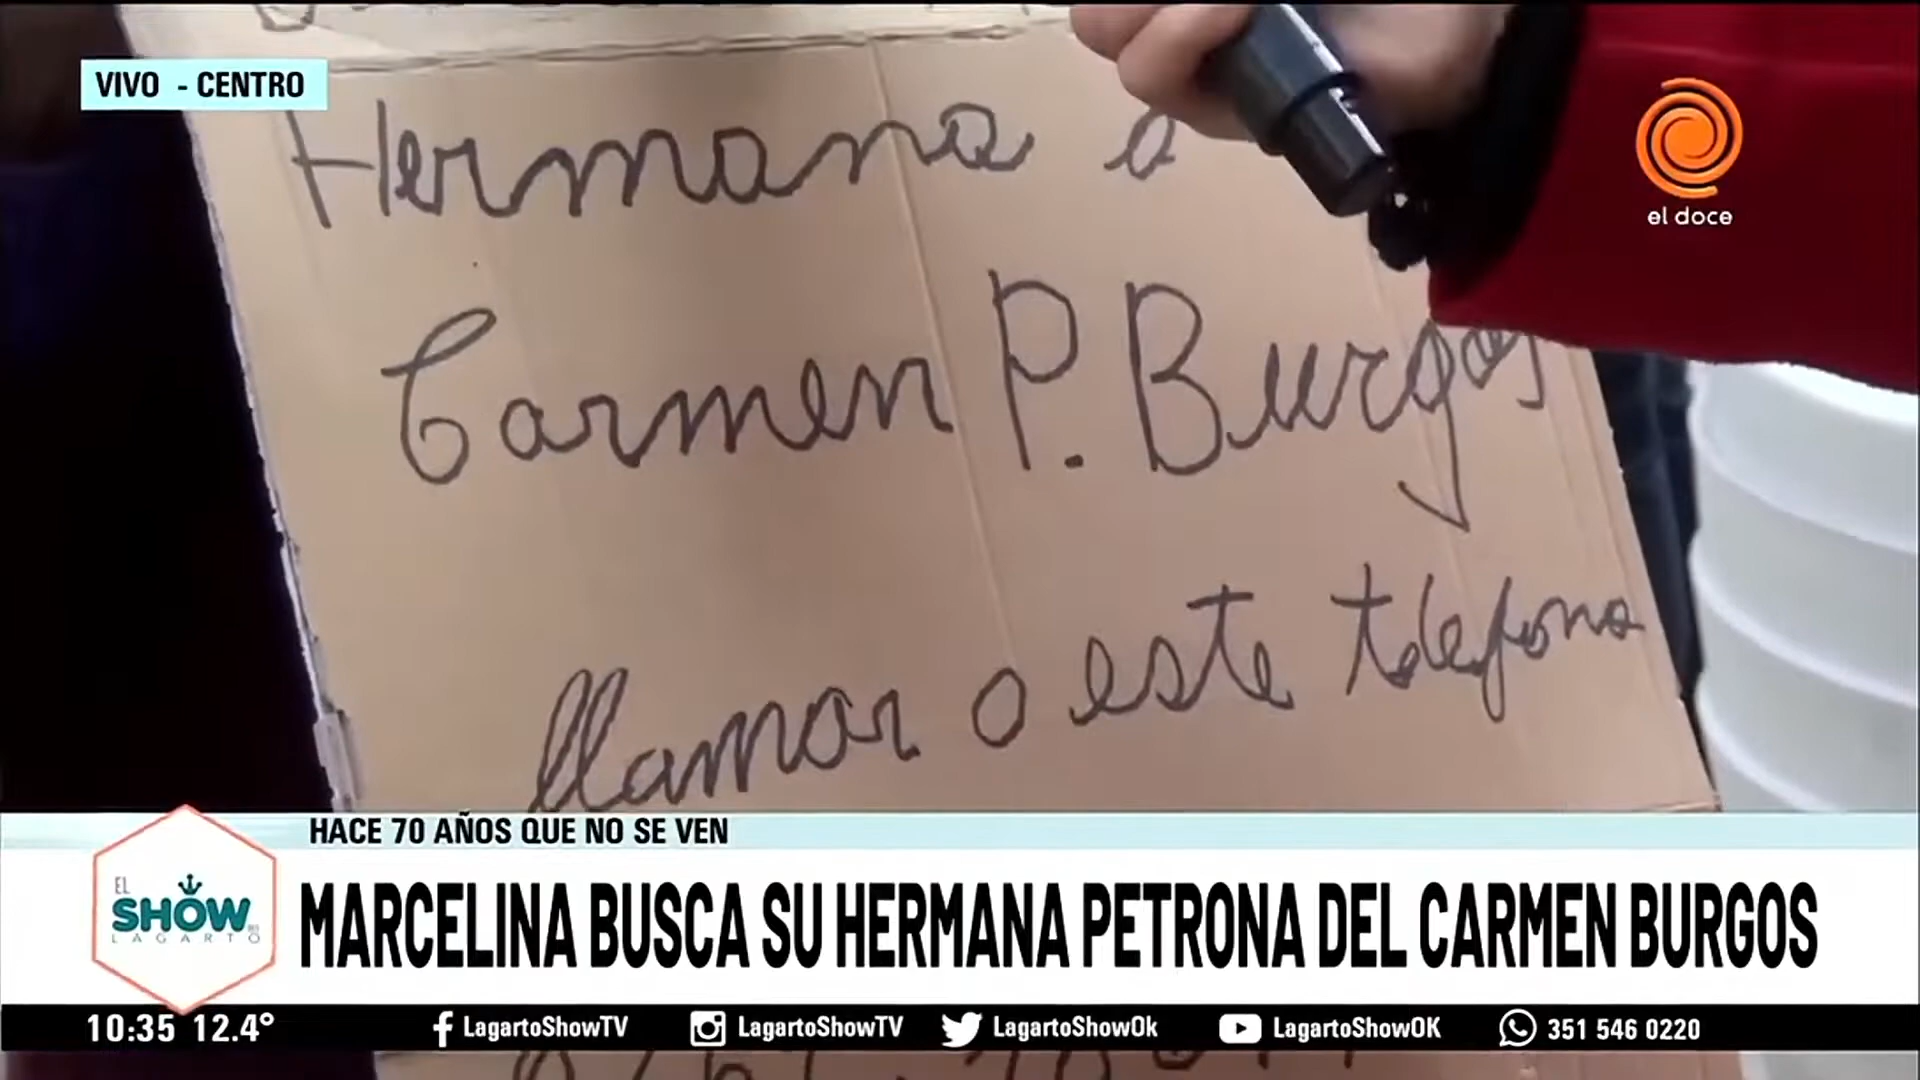 VIVO - CENTRO
Hermana a
el doce
Carmen P. Burgos
llamar a este telefono
HACE 70 AÑOS QUE NO SE VEN
EL SHOW DEL LAGARTO
MARCELINA BUSCA SU HERMANA PETRONA DEL CARMEN BURGOS
10:35 12.4° LagartoShowTV LagartoShowTV LagartoShowOk LagartoShowOK 351 546 0220